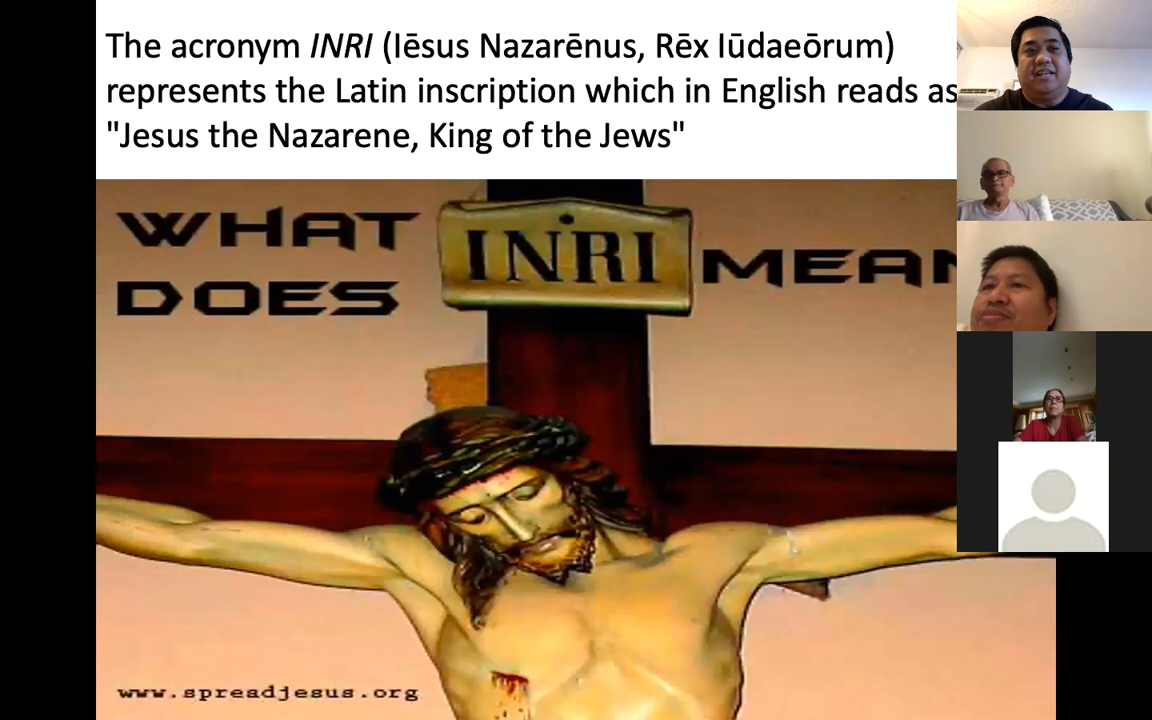 The acronym INRI (Iēsus Nazarēnus, Rēx Iūdaeōrum)
represents the Latin inscription which in English reads as
"Jesus the Nazarene, King of the Jews"
WHAT
DOES
INRI
MEAN
www.spreadjesus.org